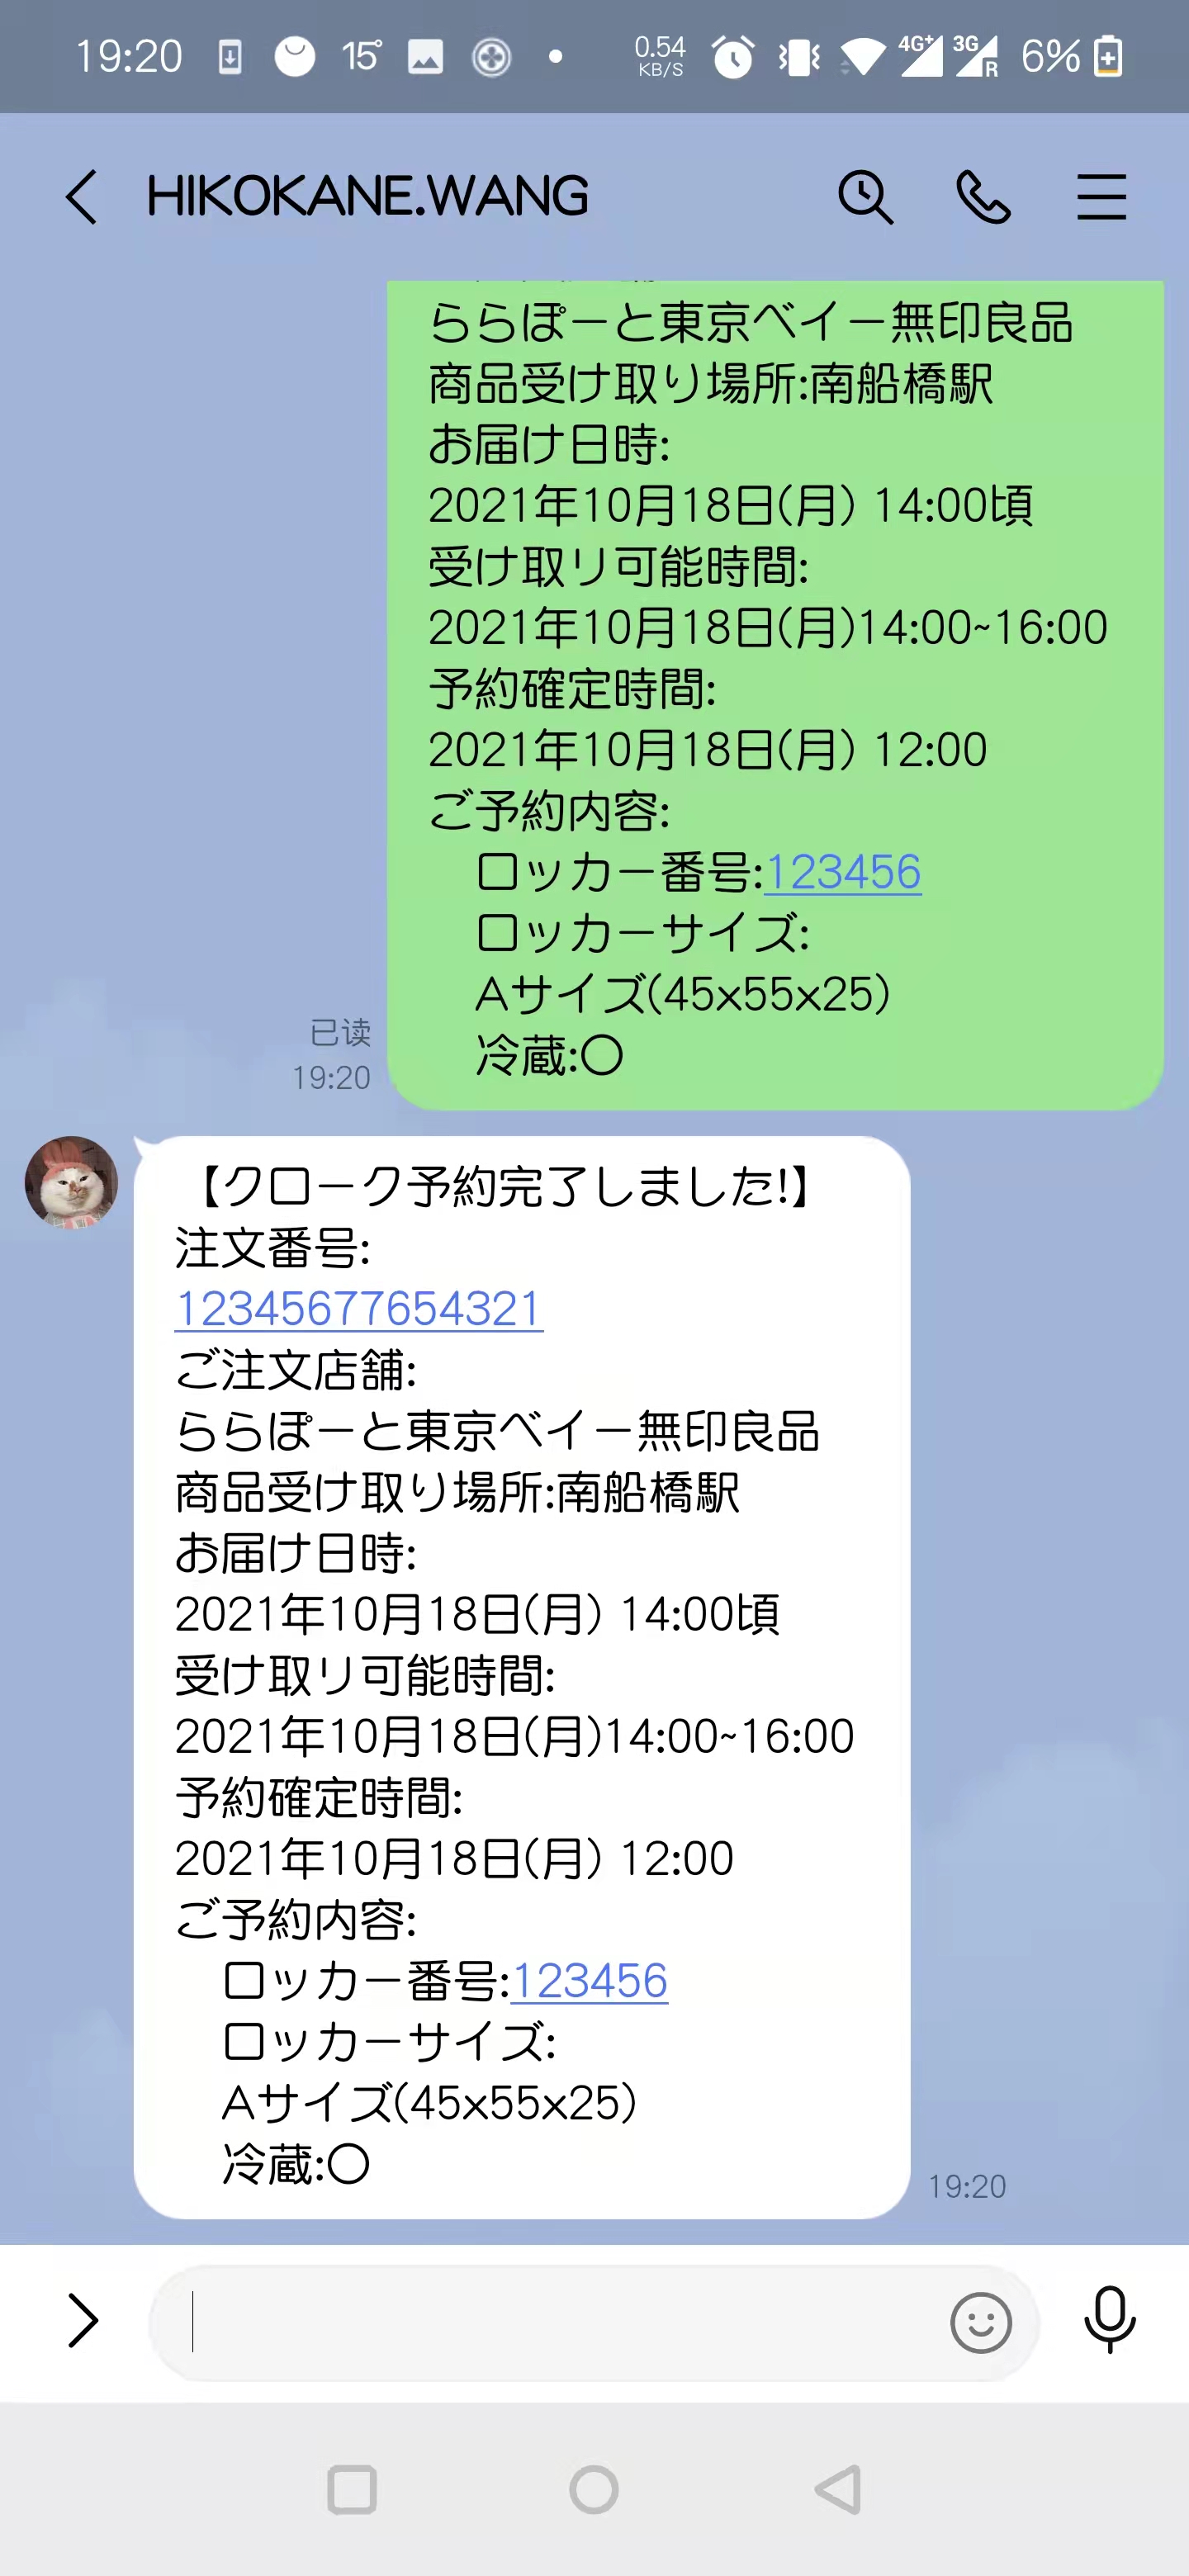 19:20
15°
0.54
KB/S
4G+
3G
R
6%
HIKOKANE.WANG
ららぽーと東京ベイー無印良品
商品受け取り場所:南船橋駅
お届け日時:
2021年10月18日(月) 14:00頃
受け取リ可能時間:
2021年10月18日(月)14:00~16:00
予約確定時間:
2021年10月18日(月) 12:00
ご予約内容:
ロッカー番号:123456
ロッカーサイズ:
Aサイズ(45x55x25)
冷蔵:〇
已读
19:20
【クローク予約完了しました!】
注文番号:
12345677654321
ご注文店舗:
ららぽーと東京ベイー無印良品
商品受け取り場所:南船橋駅
お届け日時:
2021年10月18日(月) 14:00頃
受け取リ可能時間:
2021年10月18日(月)14:00~16:00
予約確定時間:
2021年10月18日(月) 12:00
ご予約内容:
ロッカー番号:123456
ロッカーサイズ:
Aサイズ(45x55x25)
冷蔵:〇
19:20